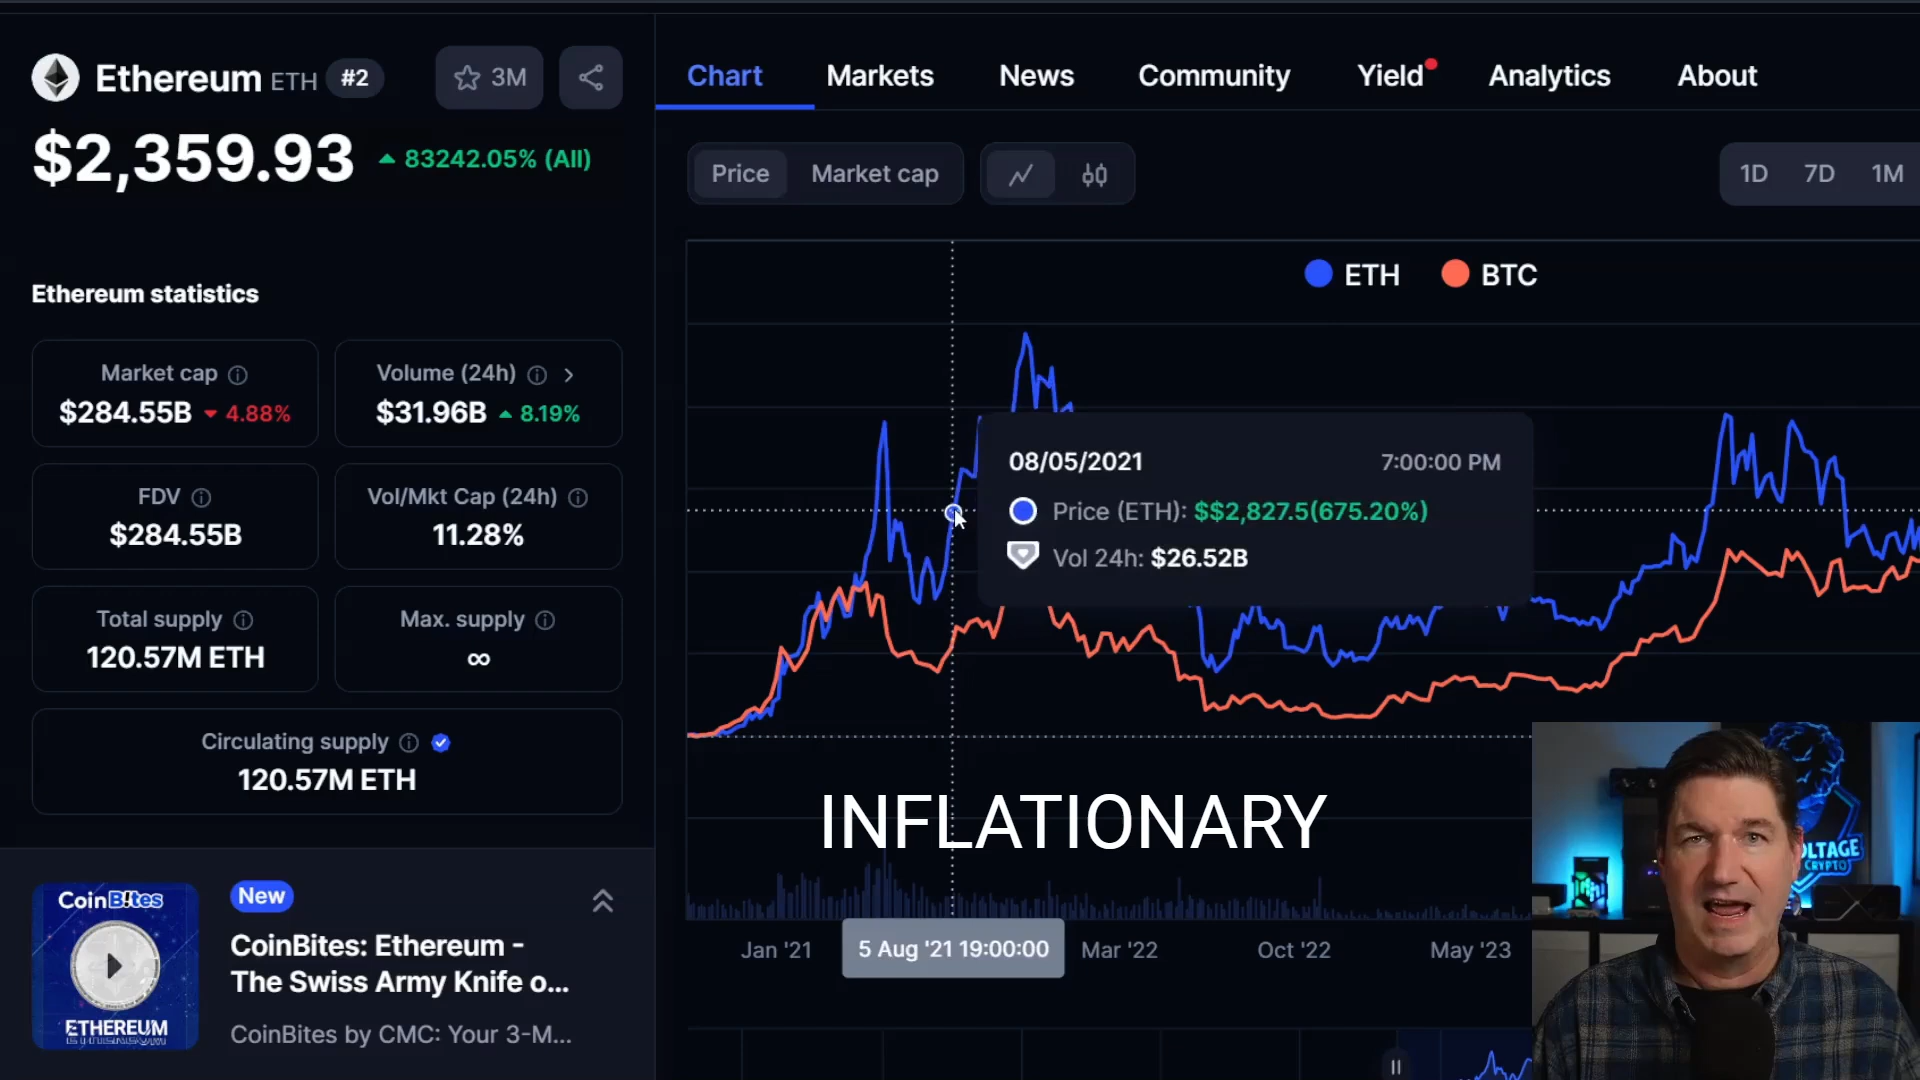 Ethereum ETH #2
3M
$2,359.93
83242.05% (All)
Ethereum statistics
Market cap
$284.55B 4.88%
Volume (24h)
$31.96B 8.19%
FDV
$284.55B
Vol/Mkt Cap (24h)
11.28%
Total supply
120.57M ETH
Max. supply
∞
Circulating supply
120.57M ETH
CoinB!tes
ETHEREUM
New
CoinBites: Ethereum -
The Swiss Army Knife o...
CoinBites by CMC: Your 3-M...
Chart Markets News Community Yield Analytics About
Price Market cap
1D 7D 1M
ETH BTC
08/05/2021 7:00:00 PM
Price (ETH): $$2,827.5(675.20%)
Vol 24h: $26.52B
INFLATIONARY
Jan '21 5 Aug '21 19:00:00 Mar '22 Oct '22 May '23
OLTAGE
CRYPTO